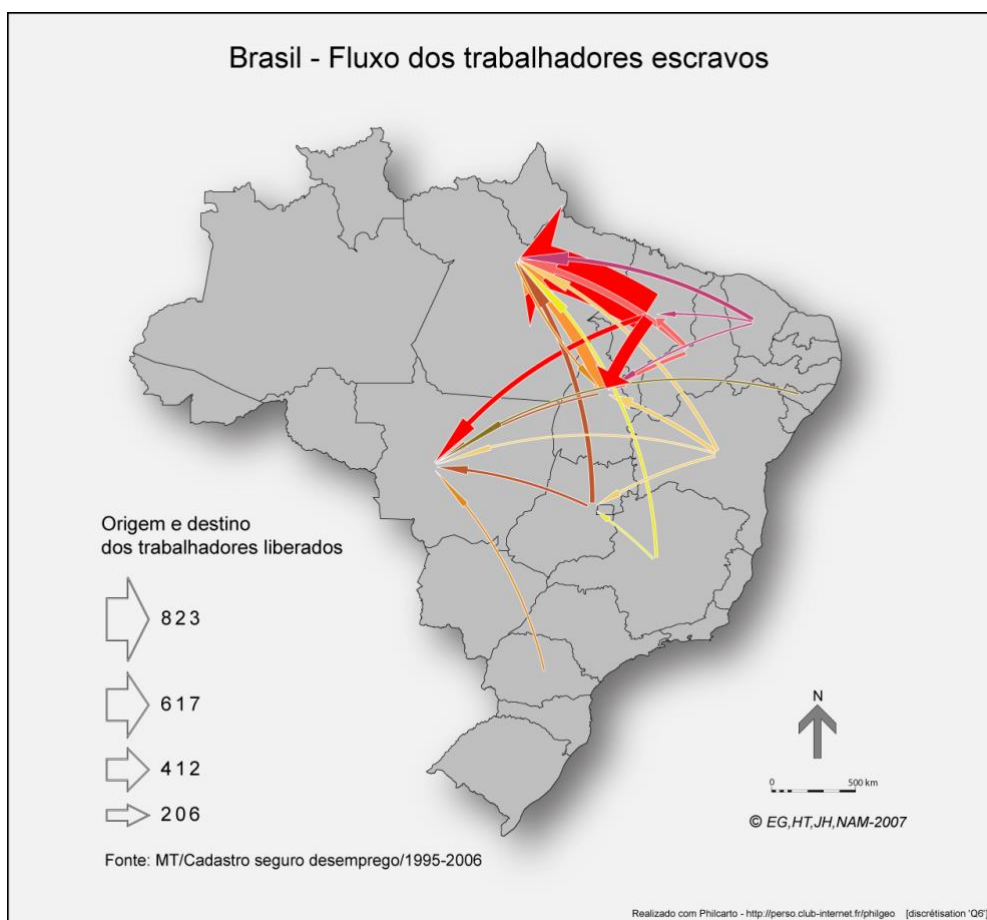 Brasil - Fluxo dos trabalhadores escravos
Origem e destino
dos trabalhadores liberados
823
617
412
206
N
0 500 km
© EG,HT,JH,NAM-2007
Fonte: MT/Cadastro seguro desemprego/1995-2006
Realizado com Philcarto - http://perso.club-internet.fr/philgeo [discrétisation 'Q6']